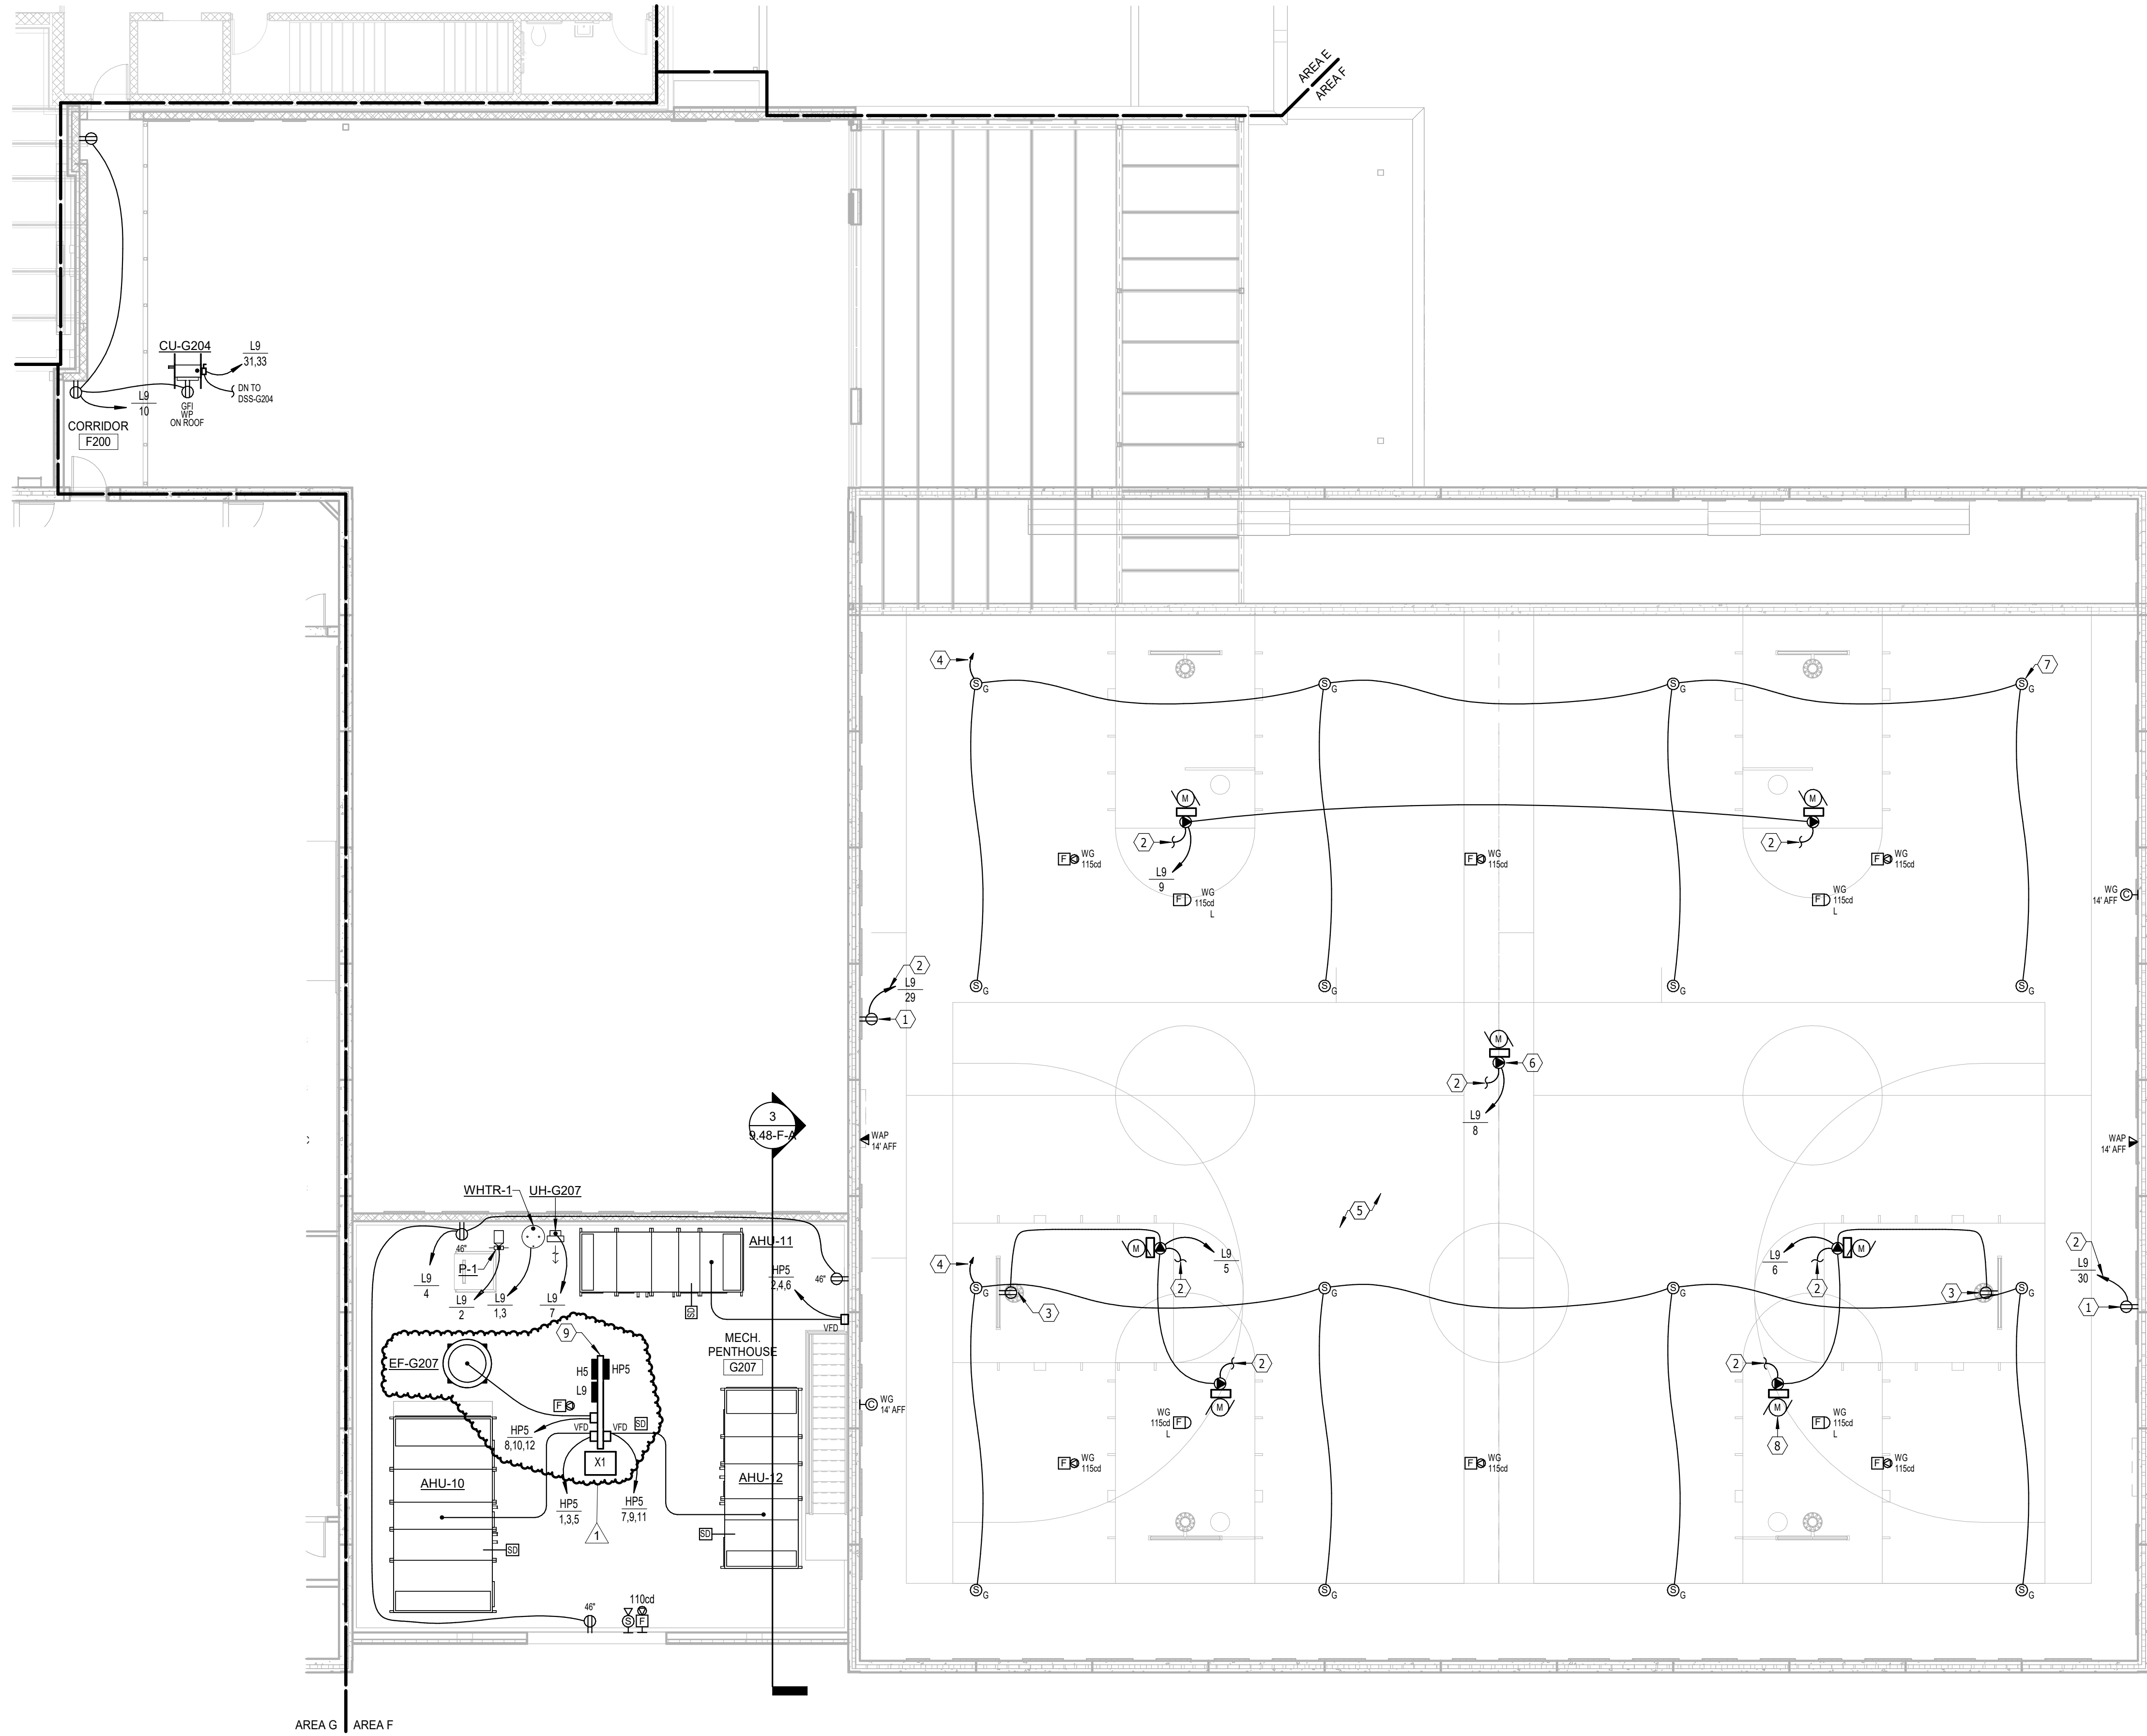 AREA E
AREA F
CU-G204
L9
31,33
DN TO
DSS-G204
L9
10
GFI
WP
ON ROOF
CORRIDOR
F200
4
7
S G
S G
S G
S G
M
M
2
2
L9
9
F WG
115cd
F WG
115cd
F WG
115cd
WG
115cd
L
F
F WG
115cd
L
WG
14' AFF
C
2
L9
29
1
S G
S G
S G
S G
M
6
2
L9
8
3
9.48-F-A
WAP
14' AFF
WAP
14' AFF
5
WHTR-1
UH-G207
46"
P-1
L9
4
L9
2
L9
1,3
L9
7
AHU-11
SD
HP5
2,4,6
46"
VFD
4
S G
S G
S G
S G
3
M
L9
5
2
L9
6
M
2
3
2
L9
30
1
MECH.
PENTHOUSE
G207
9
EF-G207
H5
HP5
L9
F
HP5
8,10,12
VFD
VFD
SD
X1
AHU-10
AHU-12
HP5
1,3,5
HP5
7,9,11
1
SD
SD
C WG
14' AFF
2
M
2
M
8
WG
115cd
L
F
F WG
115cd
L
F WG
115cd
F WG
115cd
F WG
115cd
46"
110cd
S
F
S G
S G
S G
S G
AREA G
AREA F